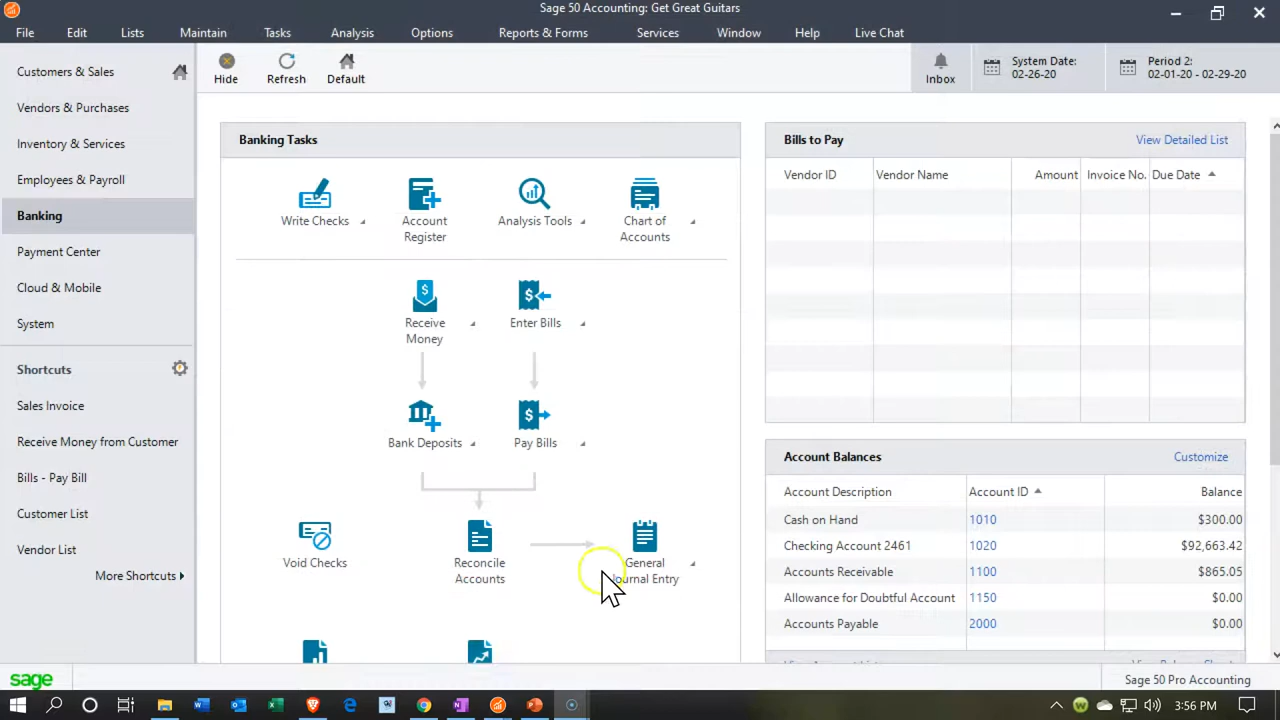 Sage 50 Accounting: Get Great Guitars
File Edit Lists Maintain Tasks Analysis Options Reports & Forms Services Window Help Live Chat
Hide Refresh Default
Inbox
System Date:
02-26-20
Period 2:
02-01-20 - 02-29-20
Customers & Sales
Vendors & Purchases
Inventory & Services
Employees & Payroll
Banking
Payment Center
Cloud & Mobile
System
Shortcuts
Sales Invoice
Receive Money from Customer
Bills - Pay Bill
Customer List
Vendor List
More Shortcuts
Banking Tasks
Write Checks
Account
Register
Analysis Tools
Chart of
Accounts
Receive
Money
Enter Bills
Bank Deposits
Pay Bills
Void Checks
Reconcile
Accounts
General
Journal Entry
Bills to Pay
View Detailed List
Vendor ID Vendor Name Amount Invoice No. Due Date
Account Balances
Customize
Account Description Account ID Balance
Cash on Hand 1010 $300.00
Checking Account 2461 1020 $92,663.42
Accounts Receivable 1100 $865.05
Allowance for Doubtful Account 1150 $0.00
Accounts Payable 2000 $0.00
sage
Sage 50 Pro Accounting
3:56 PM